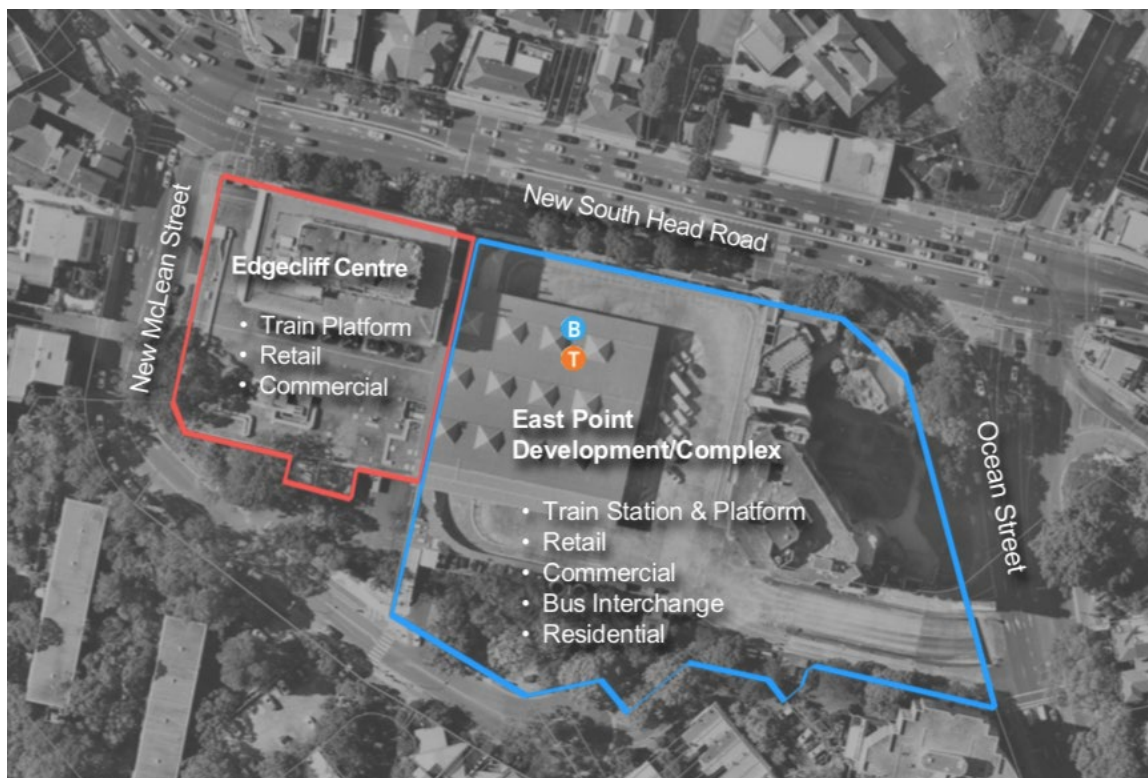 New South Head Road
New McLean Street
Edgecliff Centre
• Train Platform
• Retail
• Commercial
B
T
East Point
Development/Complex
• Train Station & Platform
• Retail
• Commercial
• Bus Interchange
• Residential
Ocean Street